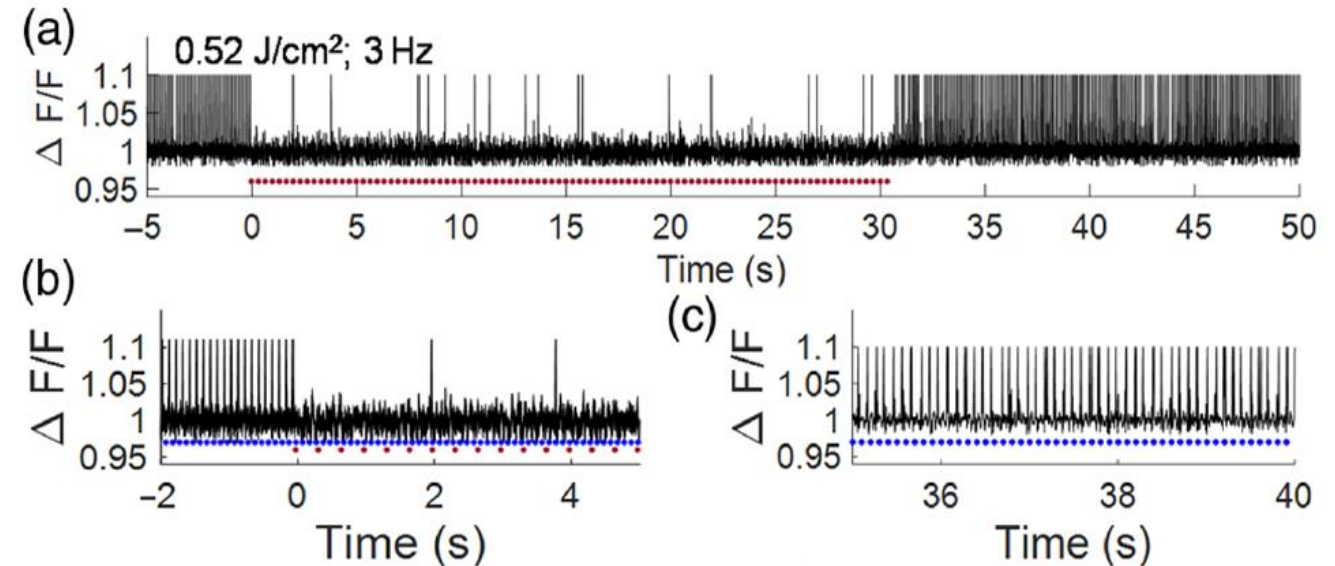 (a)
0.52 J/cm²; 3 Hz
Δ F/F
1.1
1.05
1
0.95
–5 0 5 10 15 20 25 30 35 40 45 50
Time (s)
(b)
Δ F/F
1.1
1.05
1
0.95
–2 0 2 4
Time (s)
(c)
Δ F/F
1.1
1.05
1
0.95
36 38 40
Time (s)